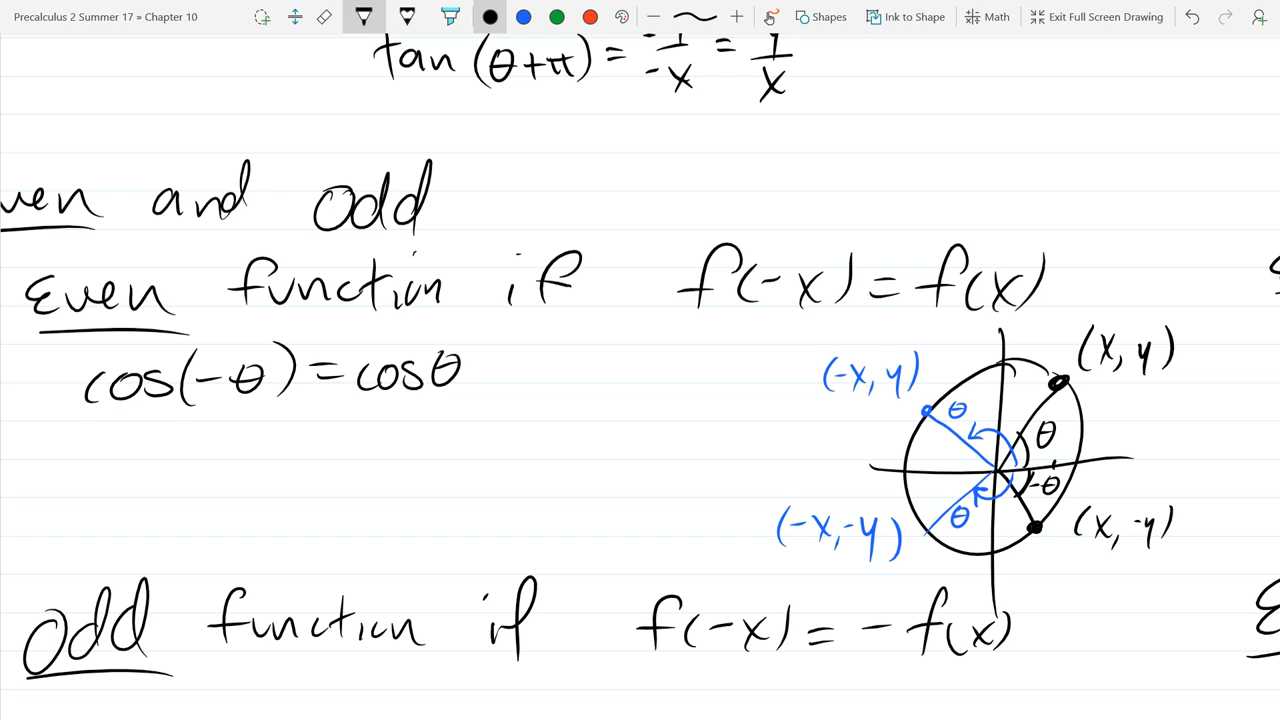 Precalculus 2 Summer 17 » Chapter 10
Shapes
Ink to Shape
Math
Exit Full Screen Drawing
tan (θ+π) = / -x = 1/x
ven and Odd
Even function if f(-x) = f(x)
cos(-θ) = cosθ
(x, y)
(-x, y)
θ
θ
-θ
θ
(-x, -y)
(x, -y)
Odd function if f(-x) = - f(x)